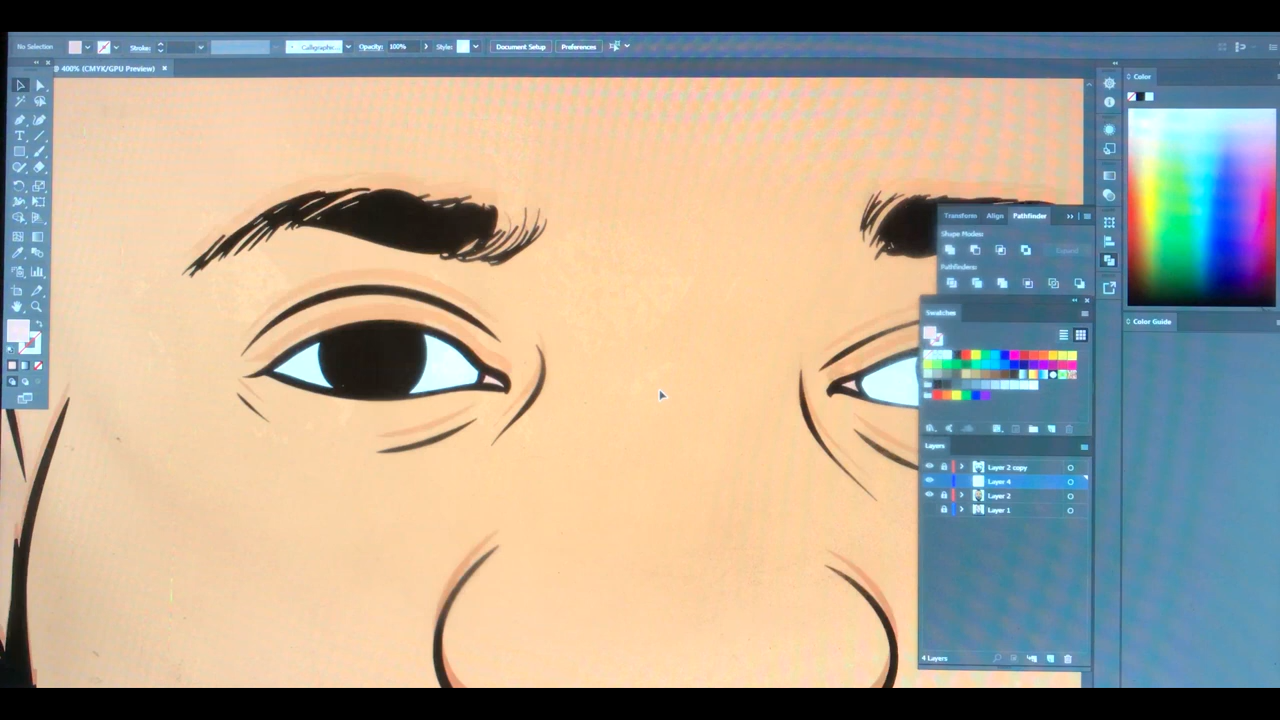 No Selection Stroke: Calligraphic... Opacity: 100% Style: Document Setup Preferences
@ 400% (CMYK/GPU Preview)
Color
Transform Align Pathfinder
Shape Modes:
Expand
Pathfinders:
Swatches
Color Guide
Layers
Layer 2 copy
Layer 4
Layer 2
Layer 1
4 Layers